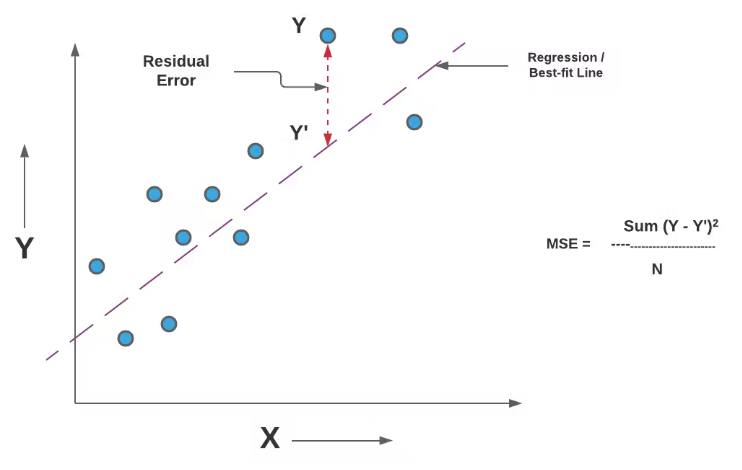 Y
Residual
Error
Regression /
Best-fit Line
Y'
Y
Sum (Y - Y')²
MSE =
N
X